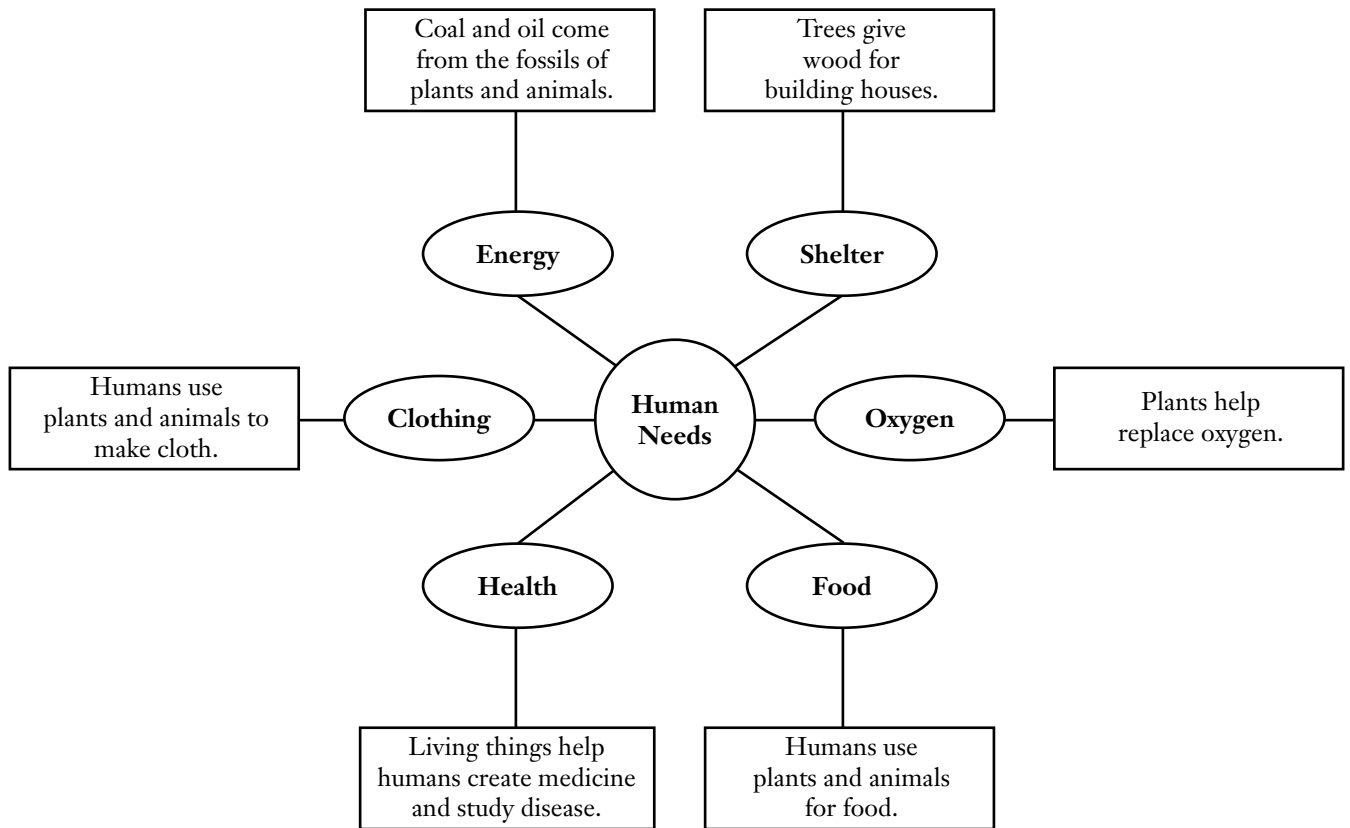 Coal and oil come
from the fossils of
plants and animals.
Trees give
wood for
building houses.
Energy
Shelter
Humans use
plants and animals to
make cloth.
Clothing
Human
Needs
Oxygen
Plants help
replace oxygen.
Health
Food
Living things help
humans create medicine
and study disease.
Humans use
plants and animals
for food.